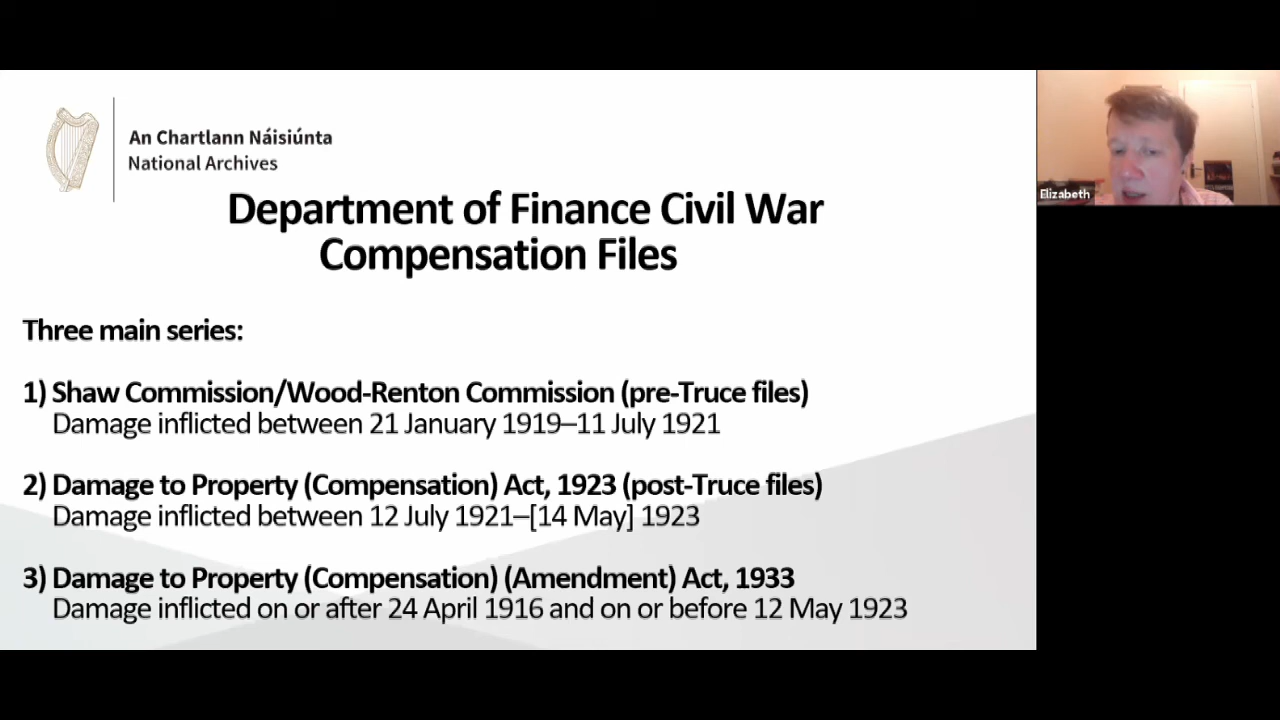 An Chartlann Náisiúnta
National Archives
Department of Finance Civil War
Compensation Files
Three main series:
1) Shaw Commission/Wood-Renton Commission (pre-Truce files)
Damage inflicted between 21 January 1919–11 July 1921
2) Damage to Property (Compensation) Act, 1923 (post-Truce files)
Damage inflicted between 12 July 1921–[14 May] 1923
3) Damage to Property (Compensation) (Amendment) Act, 1933
Damage inflicted on or after 24 April 1916 and on or before 12 May 1923
Elizabeth